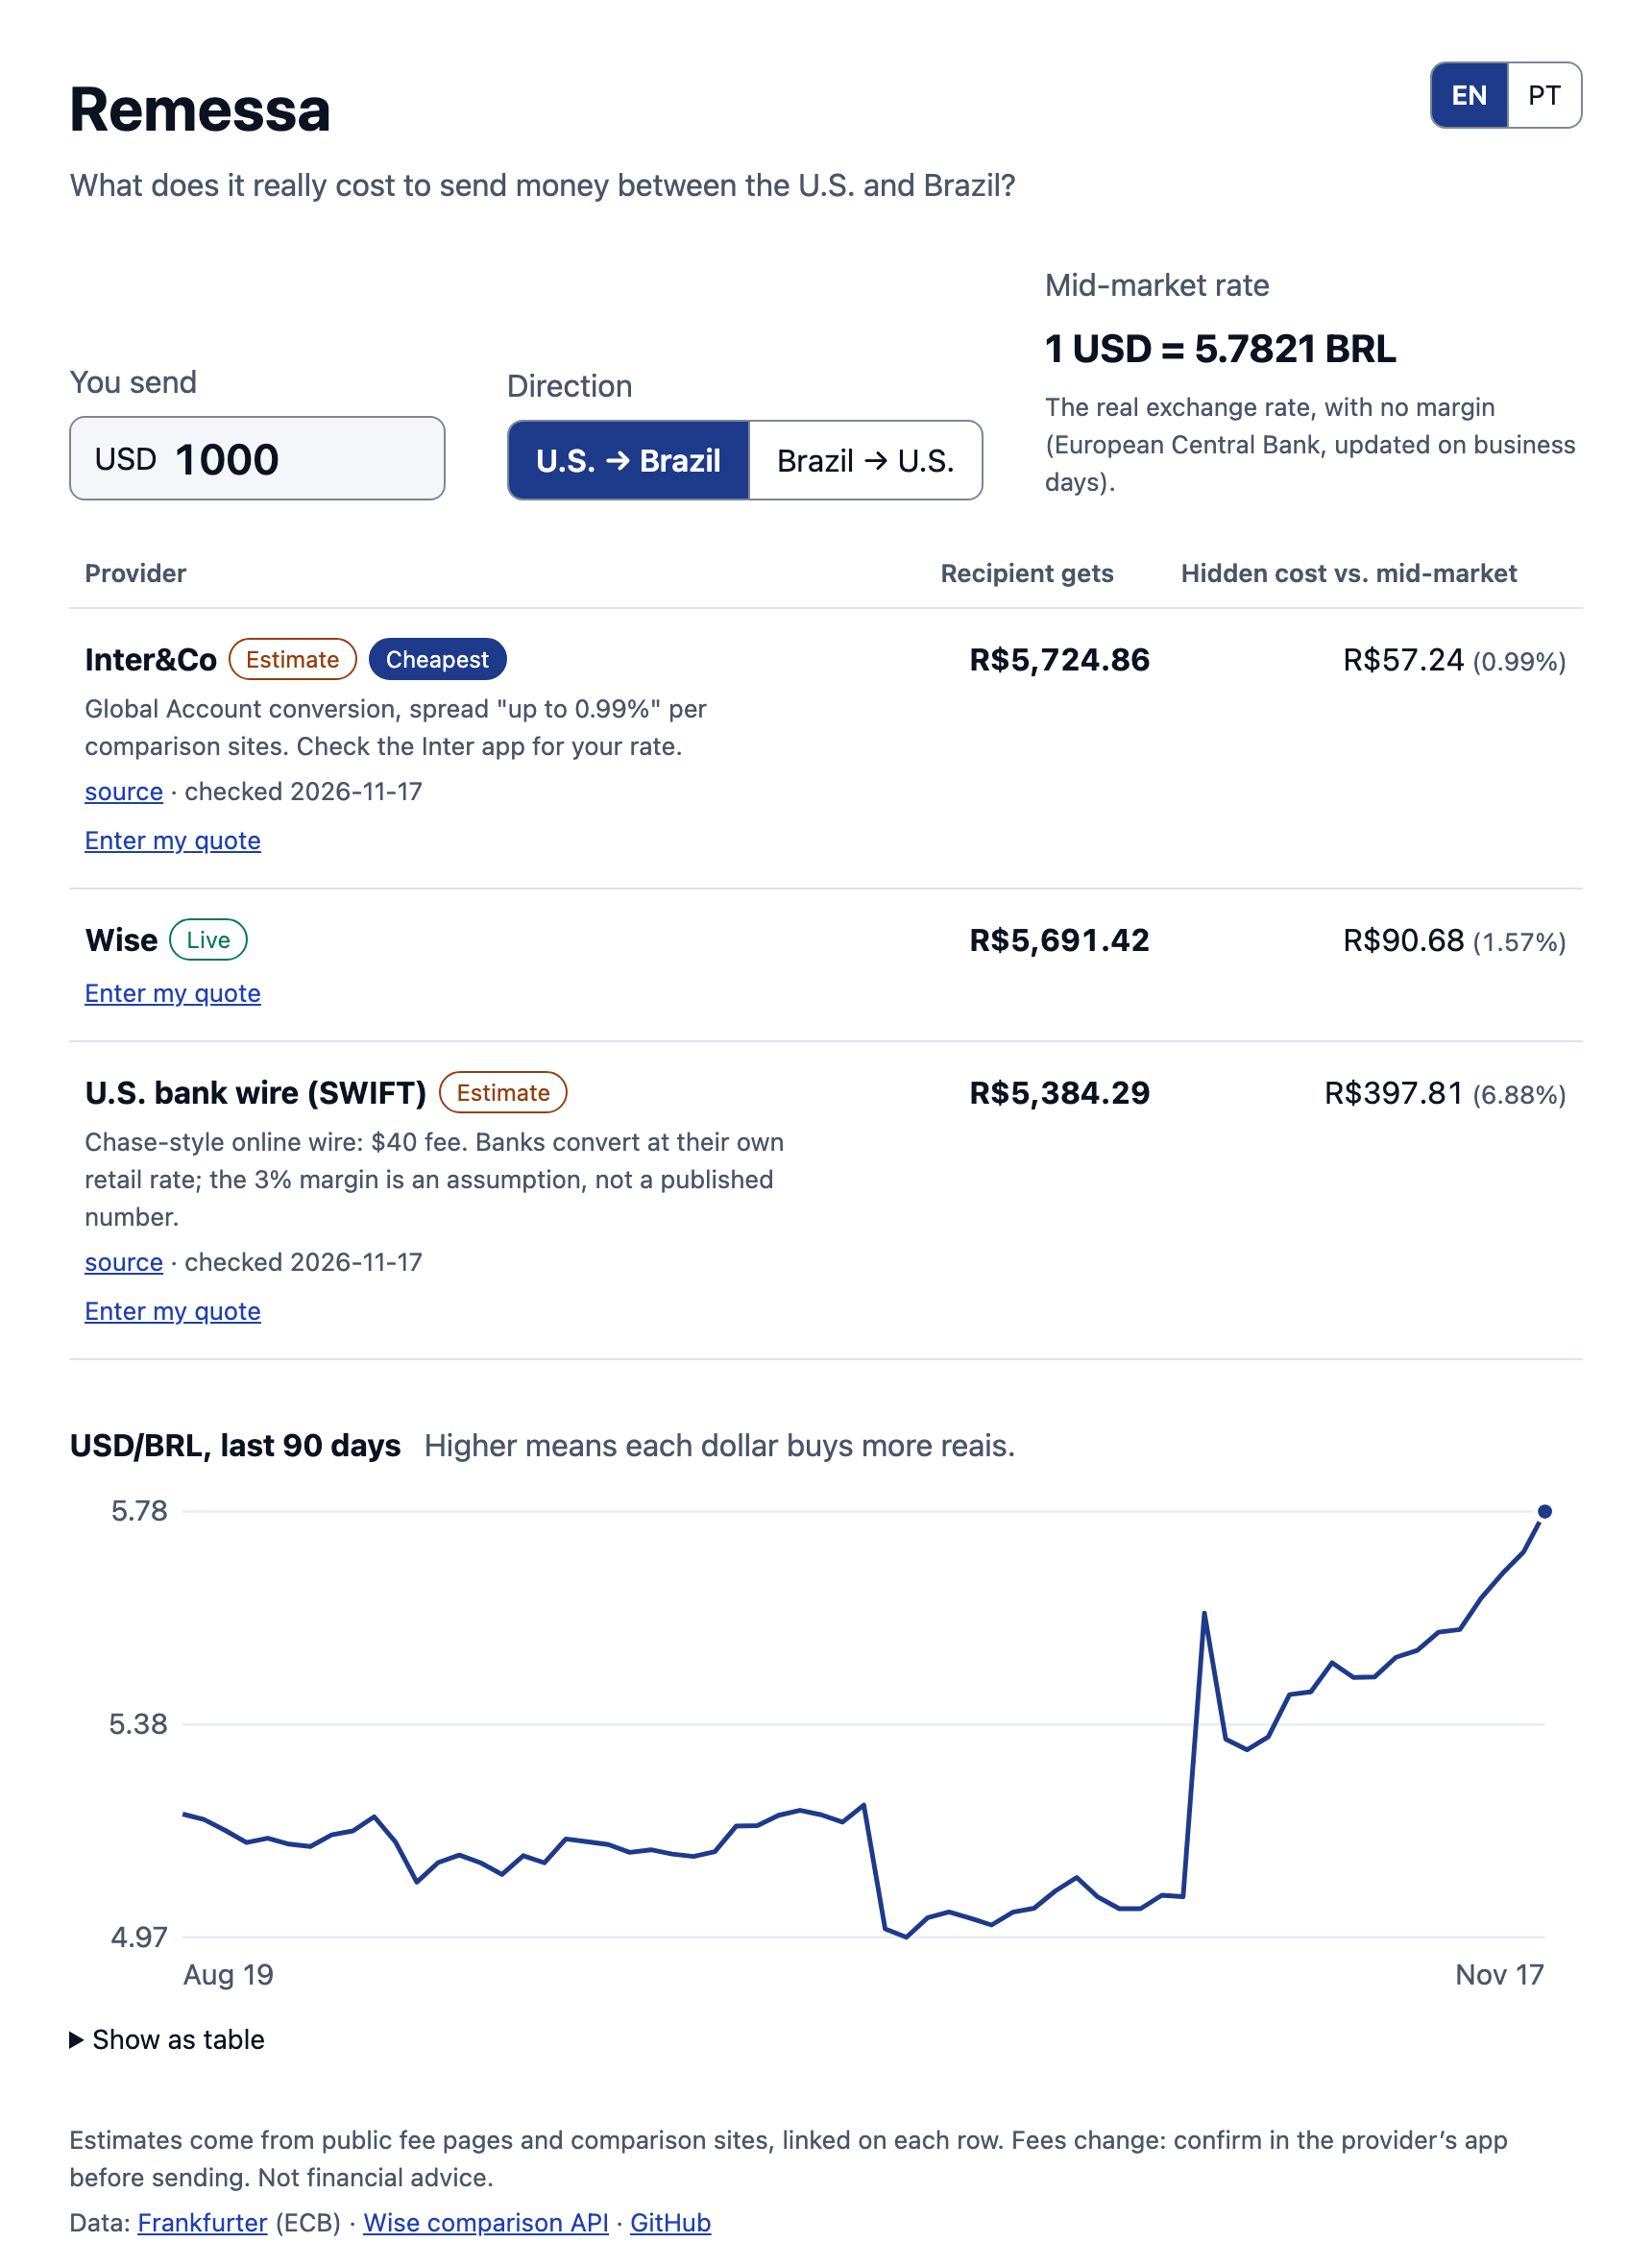 Remessa
EN PT
What does it really cost to send money between the U.S. and Brazil?
You send
USD 1000
Direction
U.S. → Brazil Brazil → U.S.
Mid-market rate
1 USD = 5.7821 BRL
The real exchange rate, with no margin
(European Central Bank, updated on business
days).
Provider Recipient gets Hidden cost vs. mid-market
Inter&Co Estimate Cheapest R$5,724.86 R$57.24 (0.99%)
Global Account conversion, spread "up to 0.99%" per
comparison sites. Check the Inter app for your rate.
source · checked 2026-11-17
Enter my quote
Wise Live R$5,691.42 R$90.68 (1.57%)
Enter my quote
U.S. bank wire (SWIFT) Estimate R$5,384.29 R$397.81 (6.88%)
Chase-style online wire: $40 fee. Banks convert at their own
retail rate; the 3% margin is an assumption, not a published
number.
source · checked 2026-11-17
Enter my quote
USD/BRL, last 90 days Higher means each dollar buys more reais.
5.78
5.38
4.97
Aug 19 Nov 17
▶ Show as table
Estimates come from public fee pages and comparison sites, linked on each row. Fees change: confirm in the provider’s app
before sending. Not financial advice.
Data: Frankfurter (ECB) · Wise comparison API · GitHub